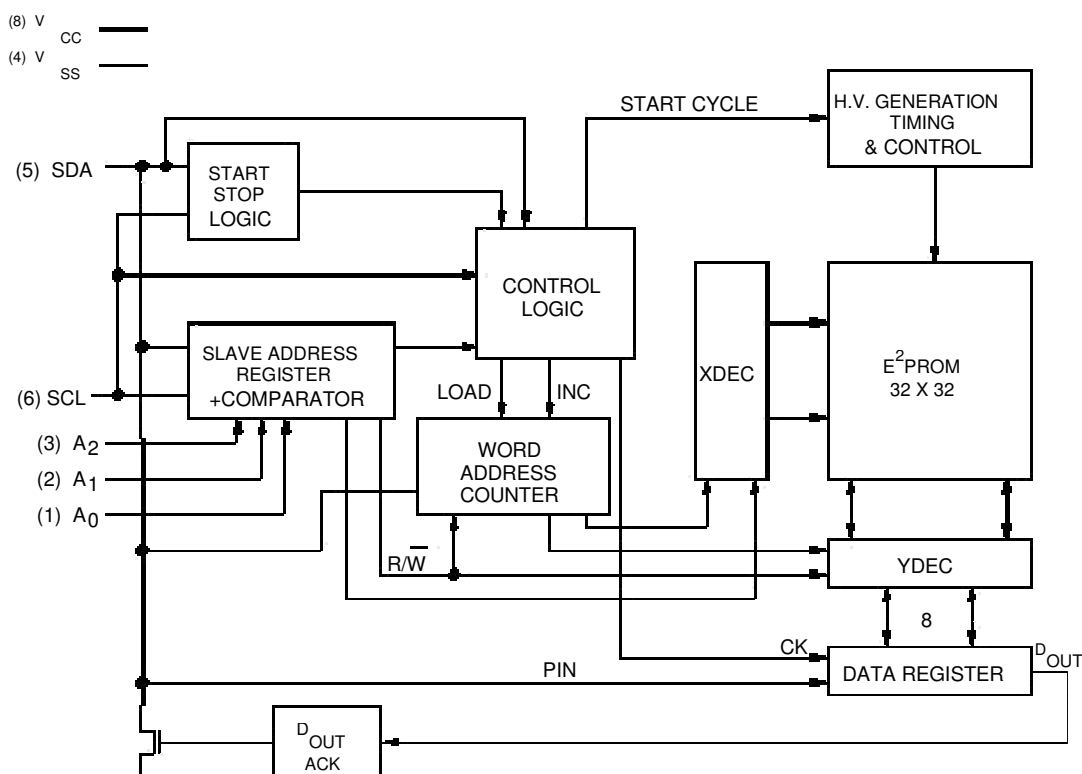 (8) V CC
(4) V SS
START CYCLE
H.V. GENERATION
TIMING
& CONTROL
(5) SDA
START
STOP
LOGIC
CONTROL
LOGIC
SLAVE ADDRESS
REGISTER
+COMPARATOR
XDEC
E²PROM
32 X 32
(6) SCL
LOAD
INC
(3) A₂
(2) A₁
(1) A₀
WORD
ADDRESS
COUNTER
R/W̅
YDEC
8
CK
PIN
DATA REGISTER
D OUT
D OUT
ACK